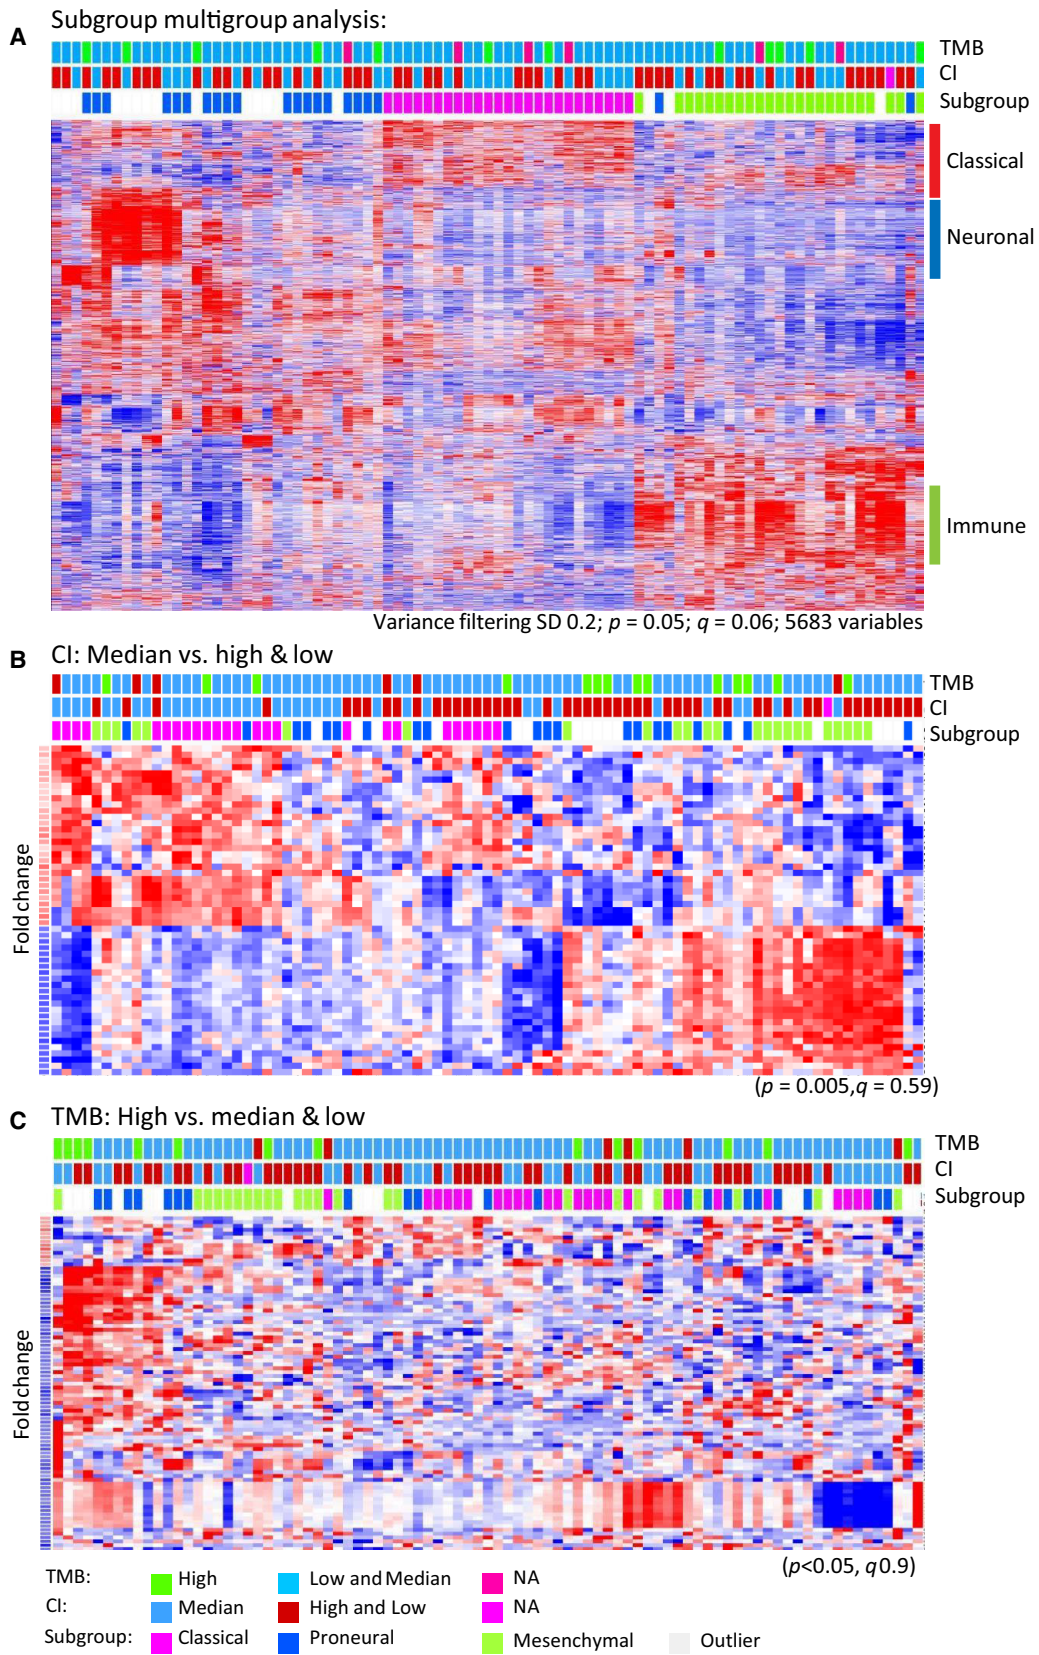 A
Subgroup multigroup analysis:
TMB
CI
Subgroup
Classical
Neuronal
Immune
Variance filtering SD 0.2; p = 0.05; q = 0.06; 5683 variables
B
CI: Median vs. high & low
TMB
CI
Subgroup
Fold change
(p = 0.005,q = 0.59)
C
TMB: High vs. median & low
TMB
CI
Subgroup
Fold change
(p<0.05, q0.9)
TMB: High Low and Median NA
CI: Median High and Low NA
Subgroup: Classical Proneural Mesenchymal Outlier